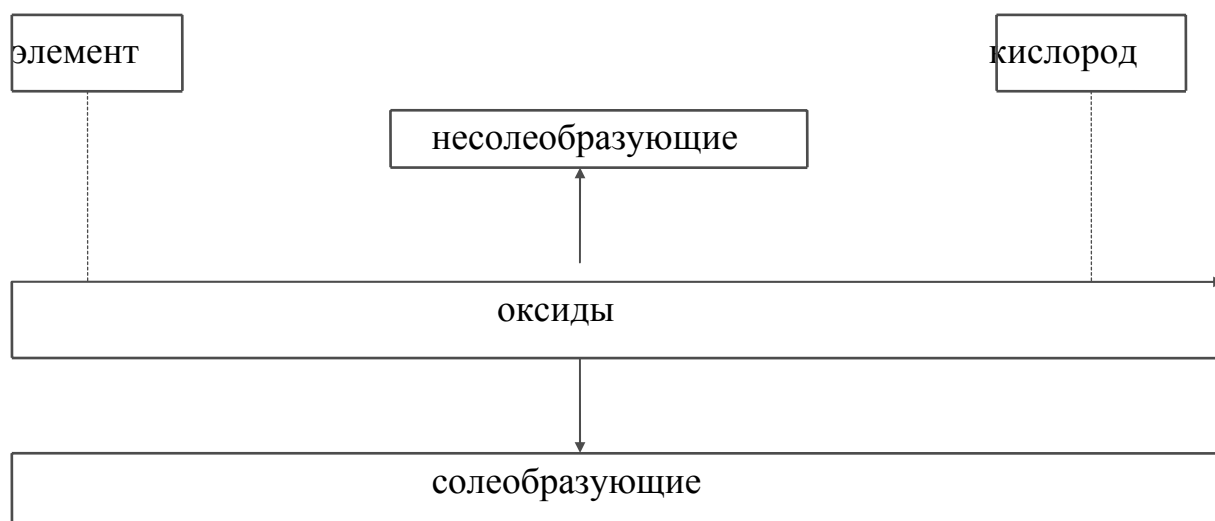 элемент
кислород
несолеобразующие
оксиды
солеобразующие